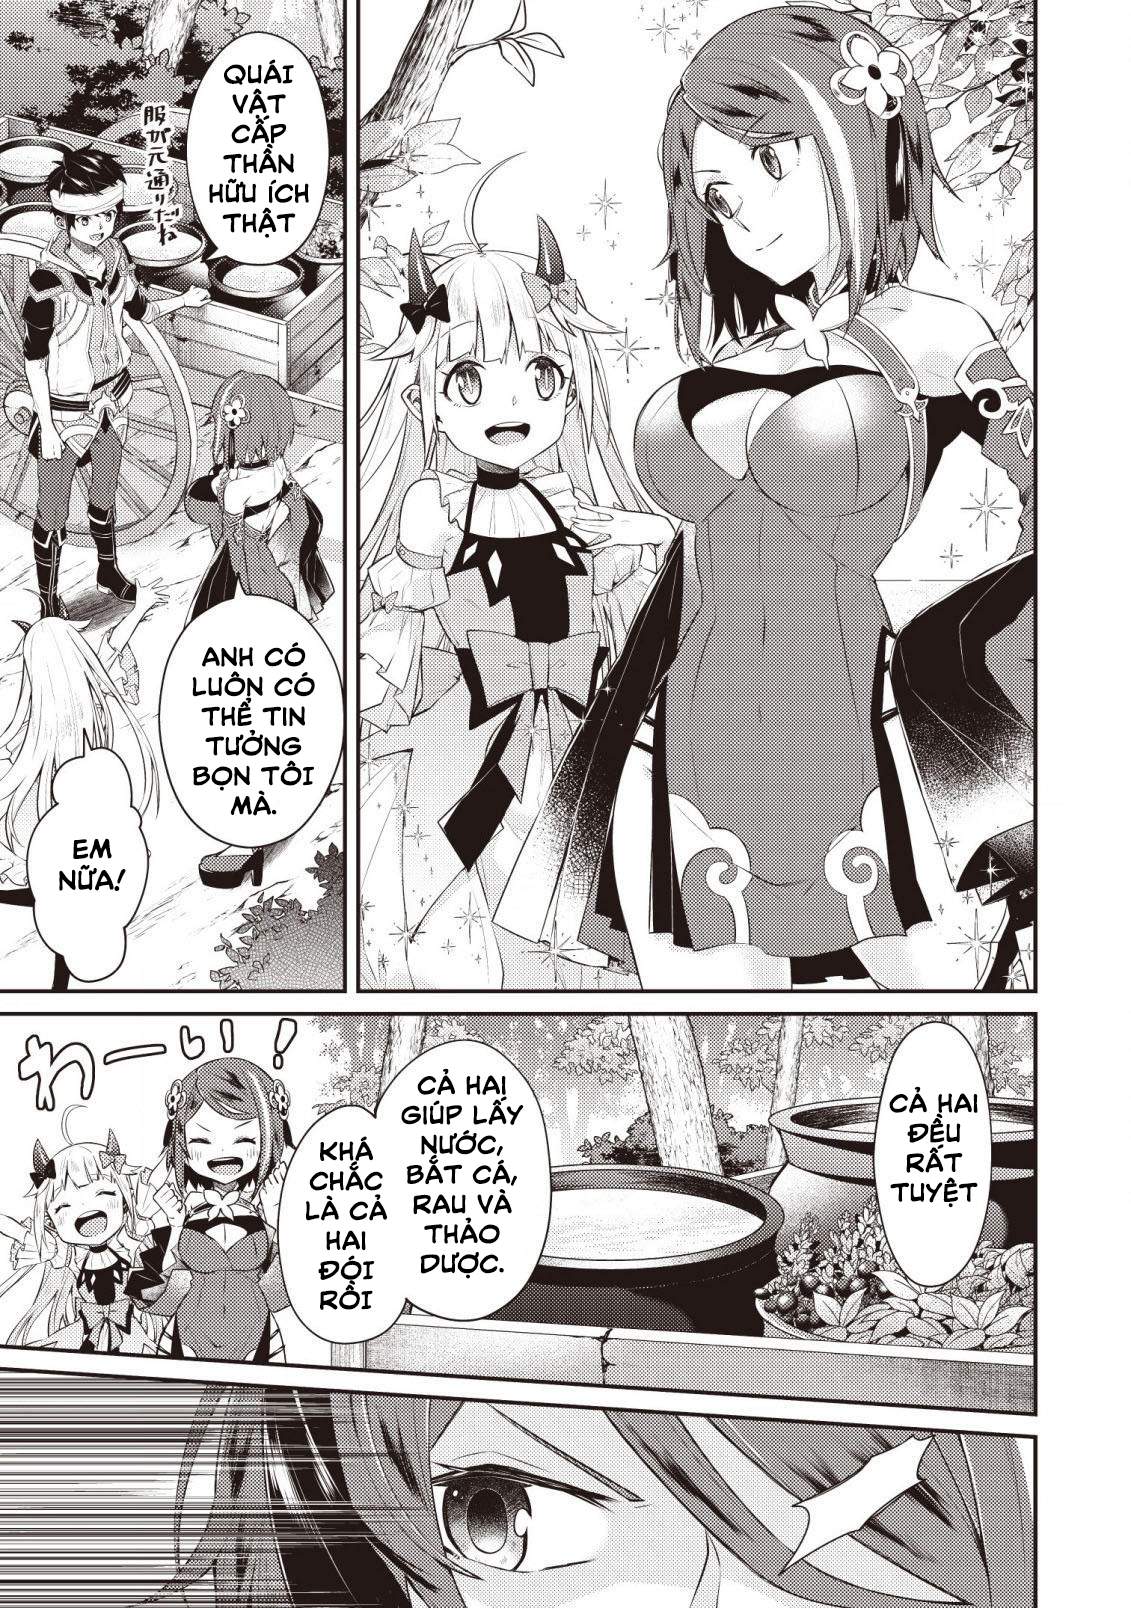 QUÁI
VẬT
CẤP
THẦN
HỮU ÍCH
THẬT
服が元通りだね
ANH CÓ
LUÔN CÓ
THỂ TIN
TƯỞNG
BỌN TÔI
MÀ.
EM
NỮA!
CẢ HAI
ĐỀU
RẤT
TUYỆT
CẢ HAI
GIÚP LẤY
NƯỚC,
BẮT CÁ,
RAU VÀ
THẢO
DƯỢC.
KHÁ
CHẮC
LÀ CẢ
HAI
ĐÓI
RỒI
わーい!